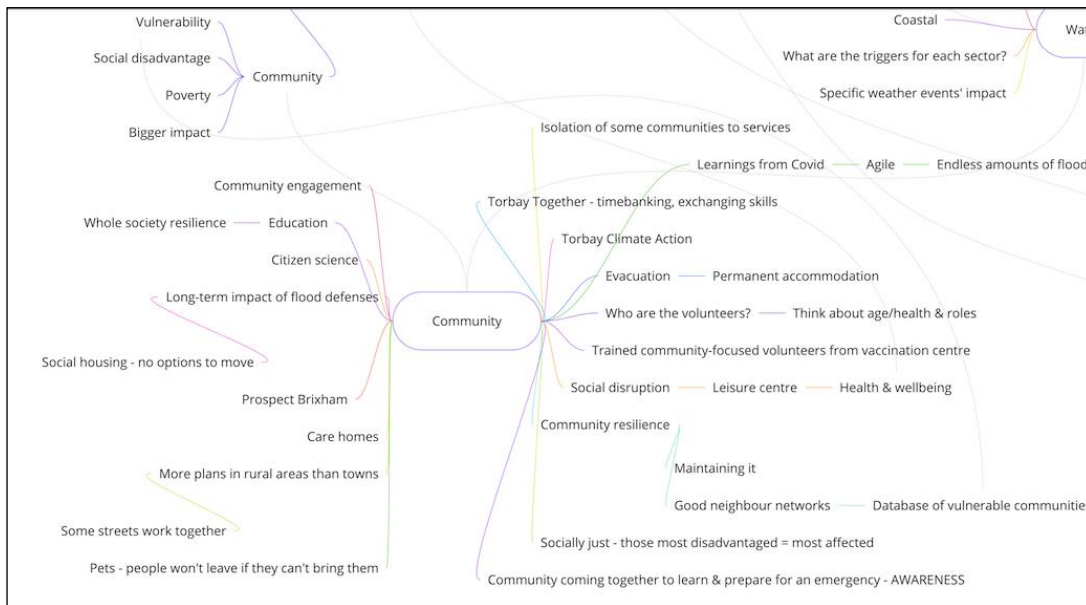 Vulnerability
Social disadvantage
Poverty
Bigger impact
Community
Coastal
Wat
What are the triggers for each sector?
Specific weather events' impact
Isolation of some communities to services
Learnings from Covid
Agile
Endless amounts of flood
Community engagement
Torbay Together - timebanking, exchanging skills
Whole society resilience
Education
Torbay Climate Action
Citizen science
Evacuation
Permanent accommodation
Long-term impact of flood defenses
Community
Who are the volunteers?
Think about age/health & roles
Trained community-focused volunteers from vaccination centre
Social housing - no options to move
Social disruption
Leisure centre
Health & wellbeing
Prospect Brixham
Community resilience
Care homes
Maintaining it
More plans in rural areas than towns
Good neighbour networks
Database of vulnerable communities
Some streets work together
Socially just - those most disadvantaged = most affected
Pets - people won't leave if they can't bring them
Community coming together to learn & prepare for an emergency - AWARENESS